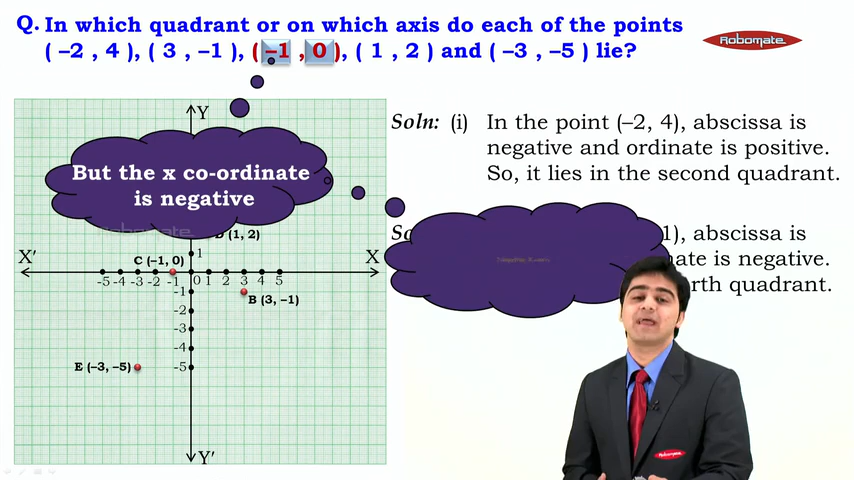 Q. In which quadrant or on which axis do each of the points
( –2 , 4 ), ( 3 , –1 ), ( –1 , 0 ), ( 1 , 2 ) and ( –3 , –5 ) lie?
Robomate
Y
But the x co-ordinate
is negative
Soln: (i) In the point (–2, 4), abscissa is
negative and ordinate is positive.
So, it lies in the second quadrant.
Robomate
(1, 2)
1), abscissa is
is negative.
quadrant.
X′
X
C (–1, 0)
1
-5 -4 -3 -2 -1 0 1 2 3 4 5
-1
B (3, –1)
-2
-3
-4
E (–3, –5)
-5
Y′
Robomate